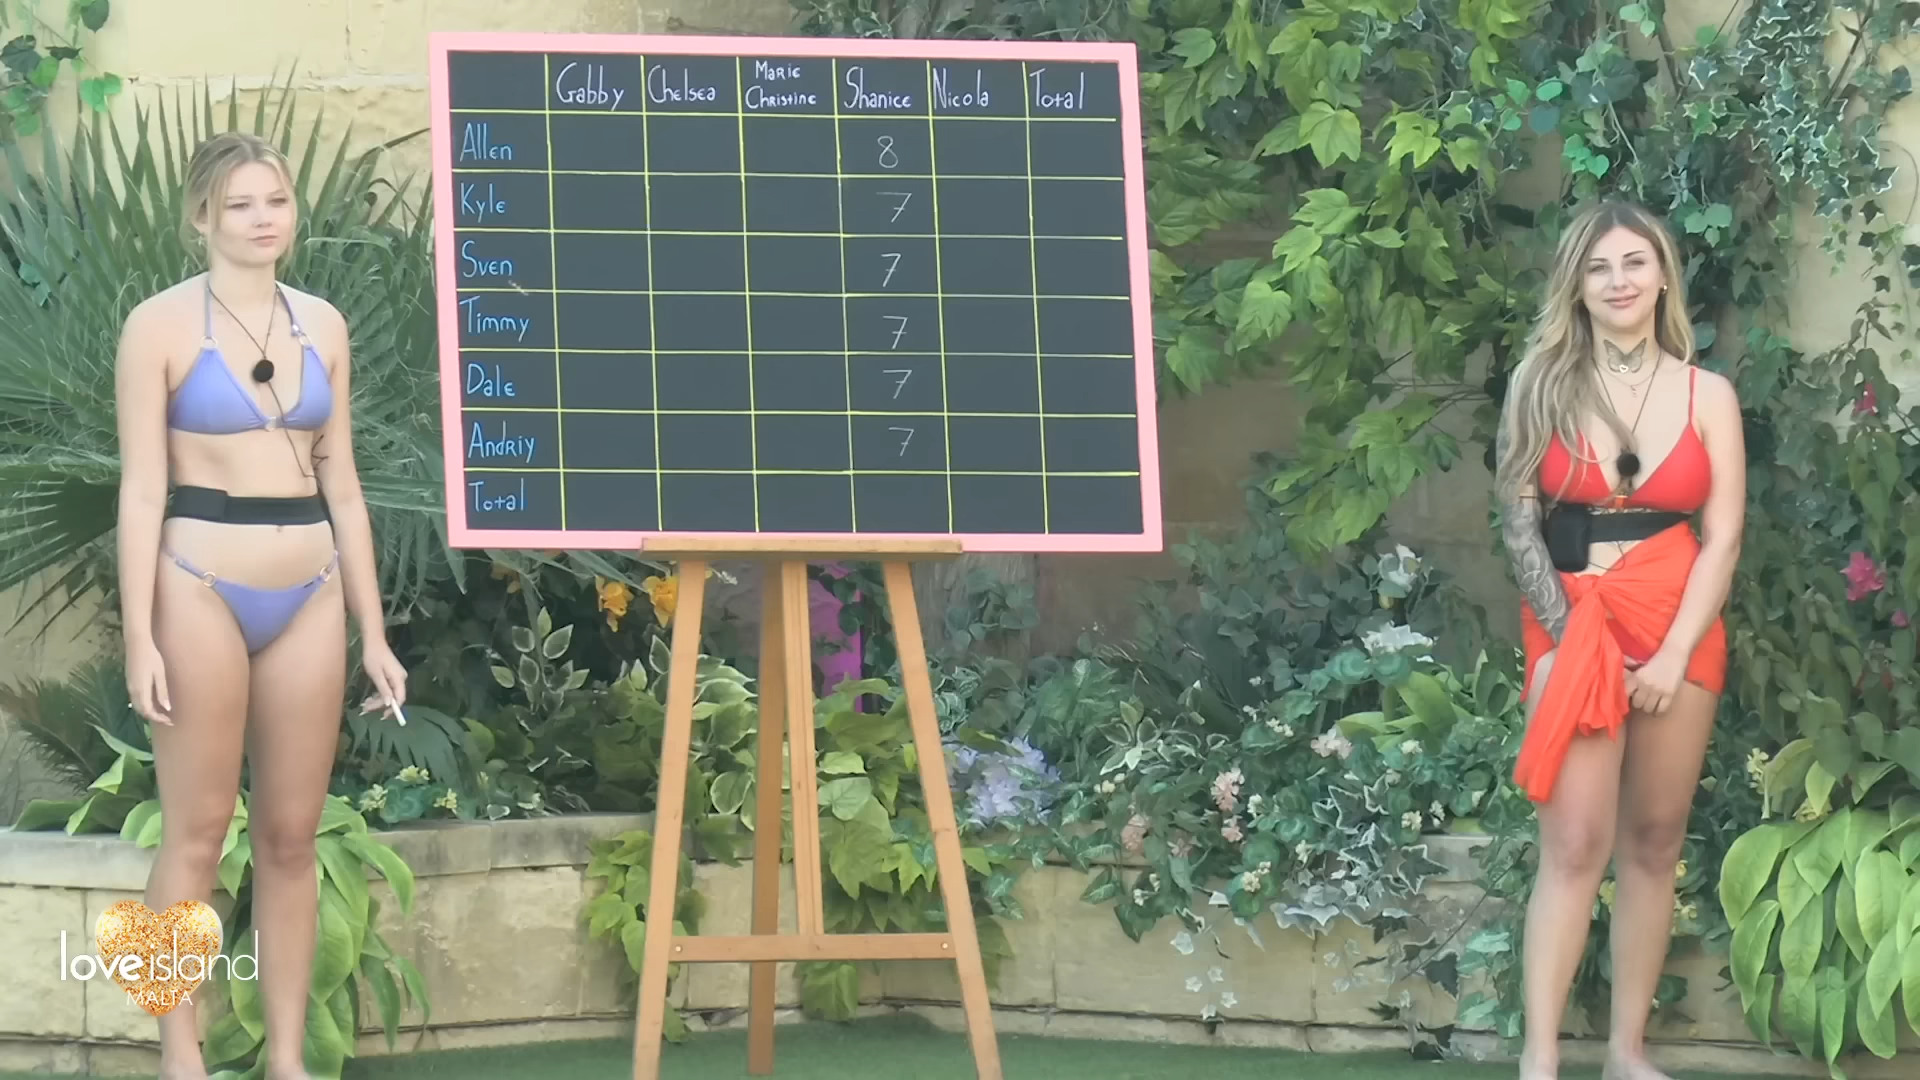 Gabby Chelsea Marie Christine Shanice Nicola Total
Allen 8
Kyle 7
Sven 7
Timmy 7
Dale 7
Andriy 7
Total
love island
MALTA